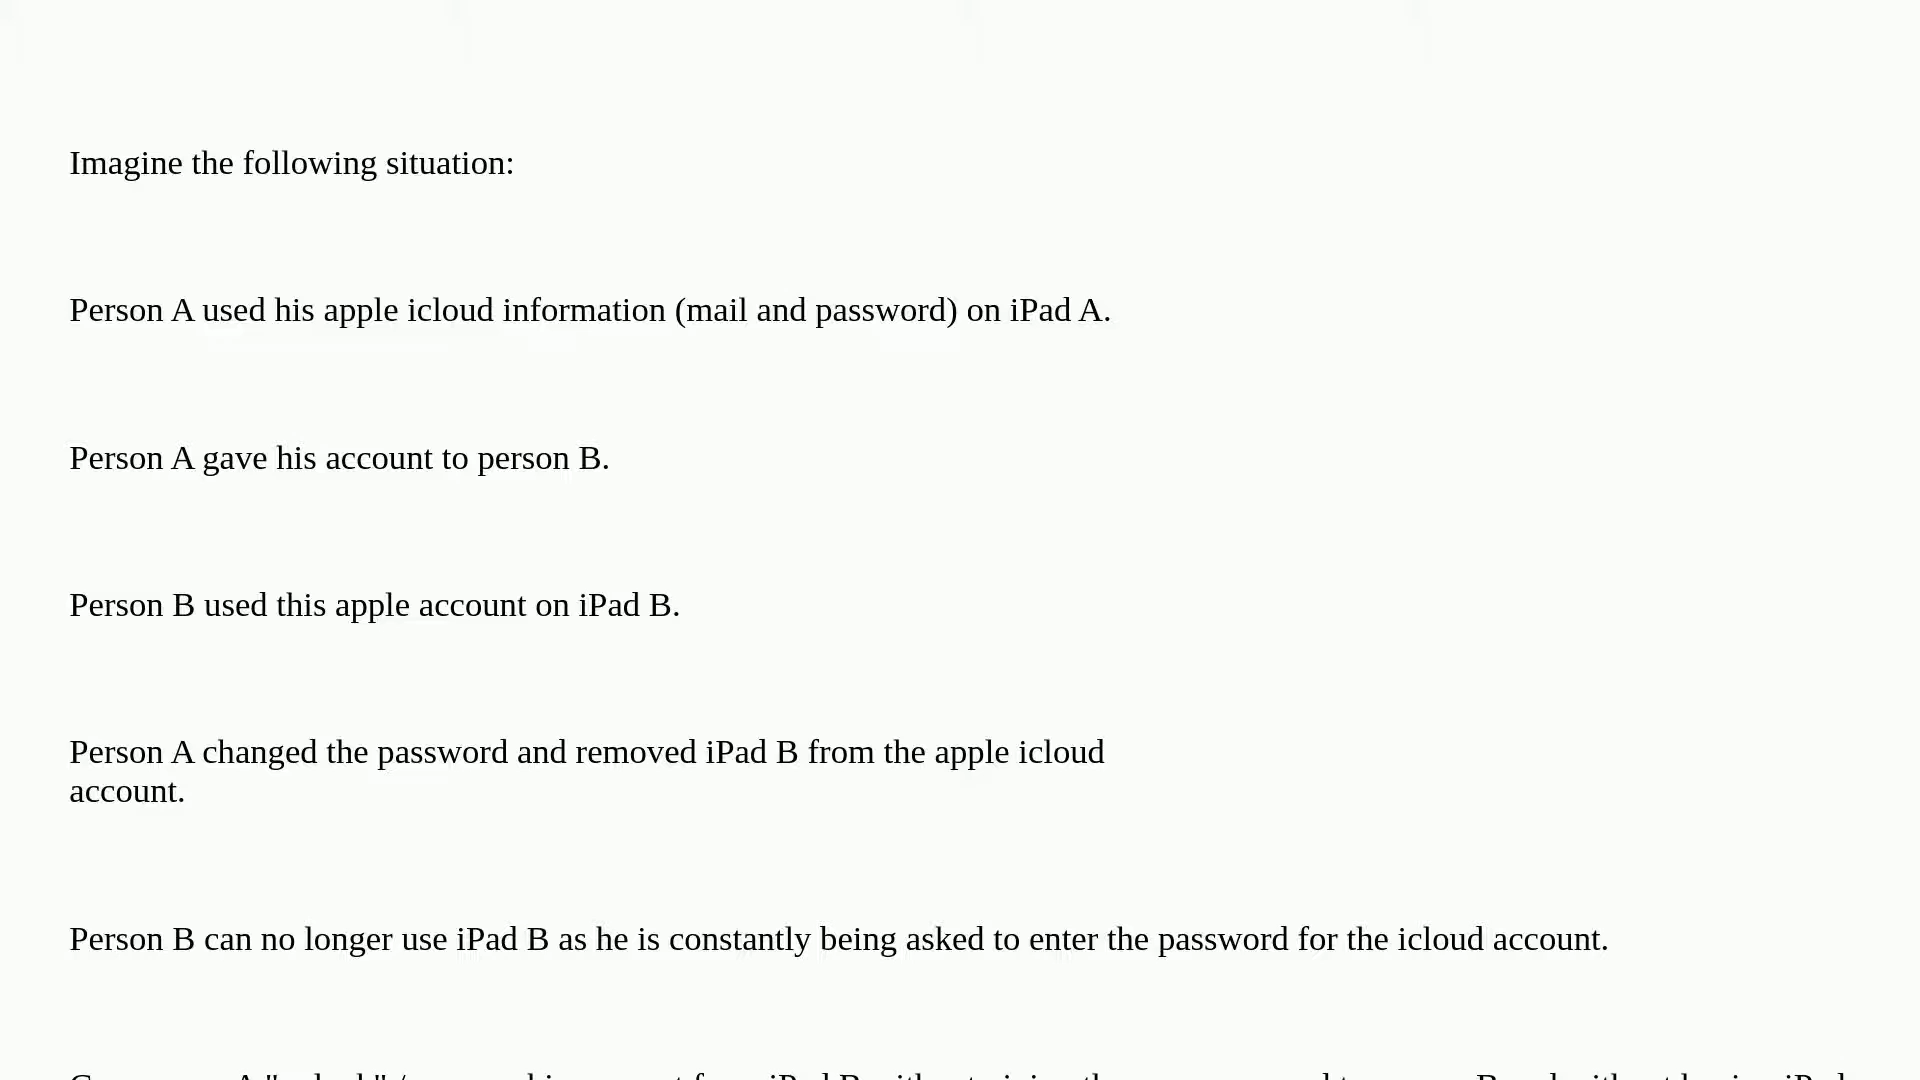 Imagine the following situation:
Person A used his apple icloud information (mail and password) on iPad A.
Person A gave his account to person B.
Person B used this apple account on iPad B.
Person A changed the password and removed iPad B from the apple icloud
account.
Person B can no longer use iPad B as he is constantly being asked to enter the password for the icloud account.